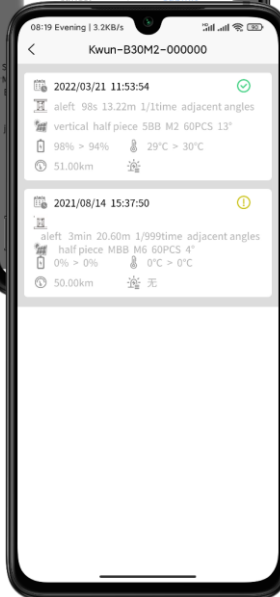 08:19 Evening | 3.2KB/s
Kwun-B30M2-000000
2022/03/21 11:53:54
aleft 98s 13.22m 1/1time adjacent angles
vertical half piece 5BB M2 60PCS 13°
98% > 94% 29°C > 30°C
51.00km
2021/08/14 15:37:50
aleft 3min 20.60m 1/999time adjacent angles
half piece MBB M6 60PCS 4°
0% > 0% 0°C > 0°C
50.00km 无